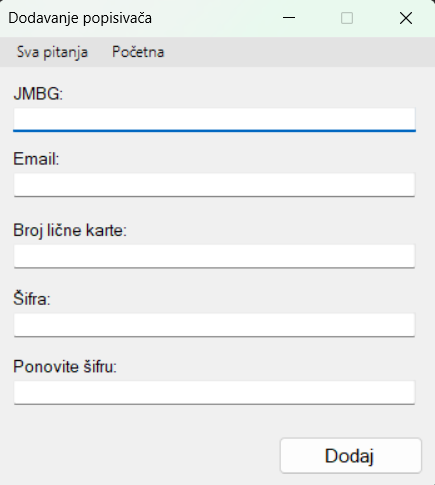 Dodavanje popisivača
Sva pitanja Početna
JMBG:
Email:
Broj lične karte:
Šifra:
Ponovite šifru:
Dodaj